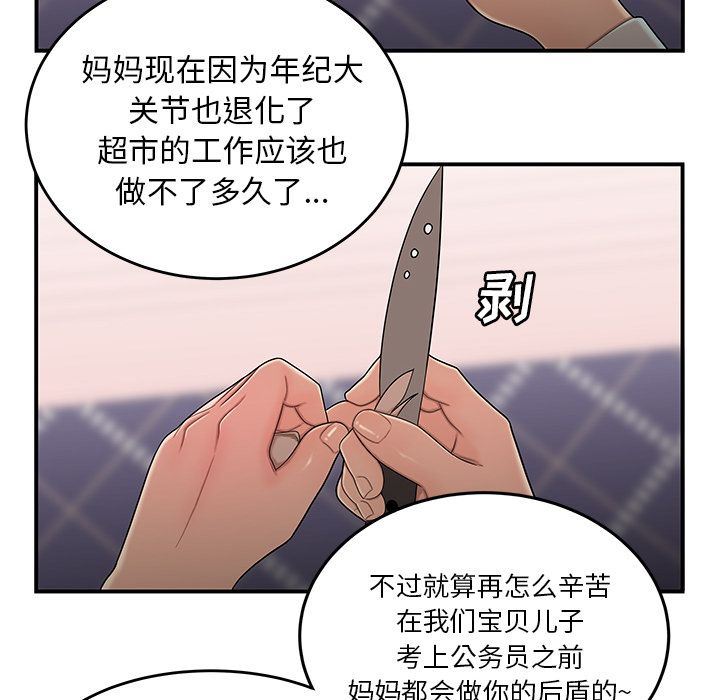 妈妈现在因为年纪大
关节也退化了
超市的工作应该也
做不了多久了...
剥
不过就算再怎么辛苦
在我们宝贝儿子
考上公务员之前
妈妈都会做你的后盾的~